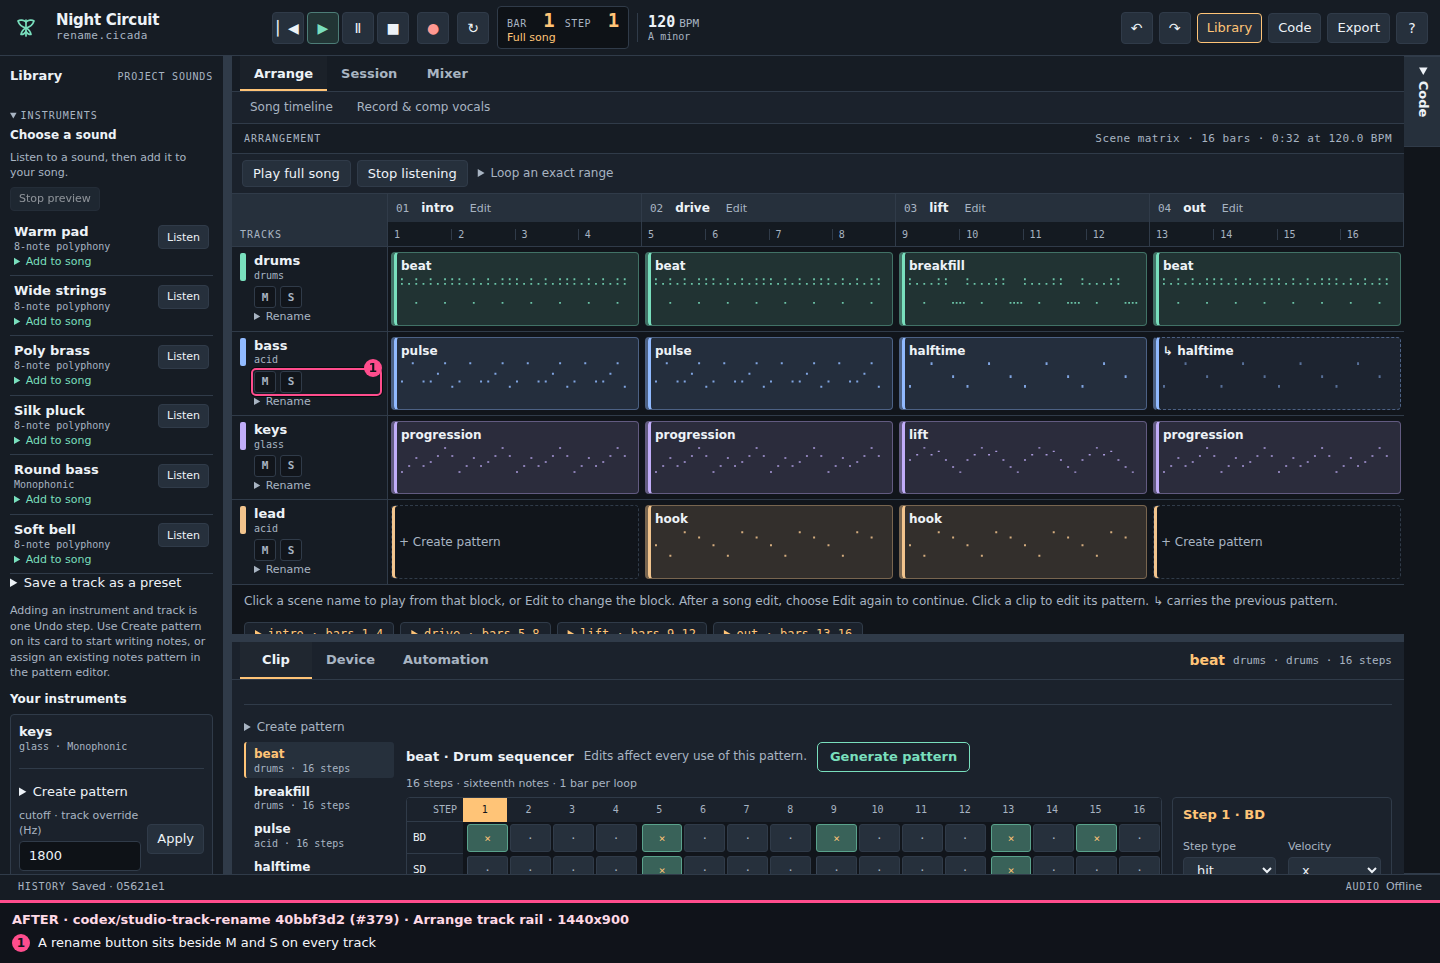 Night Circuit
rename.cicada
BAR 1 STEP 1
Full song
120 BPM
A minor
Library
Code
Export
?
Library
PROJECT SOUNDS
INSTRUMENTS
Choose a sound
Listen to a sound, then add it to
your song.
Stop preview
Warm pad
8-note polyphony
Add to song
Listen
Wide strings
8-note polyphony
Add to song
Listen
Poly brass
8-note polyphony
Add to song
Listen
Silk pluck
8-note polyphony
Add to song
Listen
Round bass
Monophonic
Add to song
Listen
Soft bell
8-note polyphony
Add to song
Listen
Save a track as a preset
Adding an instrument and track is
one Undo step. Use Create pattern
on its card to start writing notes, or
assign an existing notes pattern in
the pattern editor.
Your instruments
keys
glass · Monophonic
Create pattern
cutoff · track override
(Hz)
1800
Apply
Arrange
Session
Mixer
Song timeline
Record & comp vocals
ARRANGEMENT
Scene matrix · 16 bars · 0:32 at 120.0 BPM
Play full song
Stop listening
Loop an exact range
01 intro Edit
02 drive Edit
03 lift Edit
04 out Edit
TRACKS
1 2 3 4 5 6 7 8 9 10 11 12 13 14 15 16
drums
drums
M S
Rename
beat
beat
breakfill
beat
bass
acid
M S
1
Rename
pulse
pulse
halftime
↳ halftime
keys
glass
M S
Rename
progression
progression
lift
progression
lead
acid
M S
Rename
+ Create pattern
hook
hook
+ Create pattern
Click a scene name to play from that block, or Edit to change the block. After a song edit, choose Edit again to continue. Click a clip to edit its pattern. ↳ carries the previous pattern.
intro · bars 1-4
drive · bars 5-8
lift · bars 9-12
out · bars 13-16
Clip
Device
Automation
beat drums · drums · 16 steps
Create pattern
beat
drums · 16 steps
breakfill
drums · 16 steps
pulse
acid · 16 steps
halftime
beat · Drum sequencer
Edits affect every use of this pattern.
Generate pattern
16 steps · sixteenth notes · 1 bar per loop
STEP 1 2 3 4 5 6 7 8 9 10 11 12 13 14 15 16
BD × · · · × · · · × · · · × · × ·
SD · · · · × · · · · · · · × · · ·
Step 1 · BD
Step type
Velocity
hit
x
Code
HISTORY Saved · 05621e1
AUDIO Offline
AFTER · codex/studio-track-rename 40bbf3d2 (#379) · Arrange track rail · 1440x900
1 A rename button sits beside M and S on every track